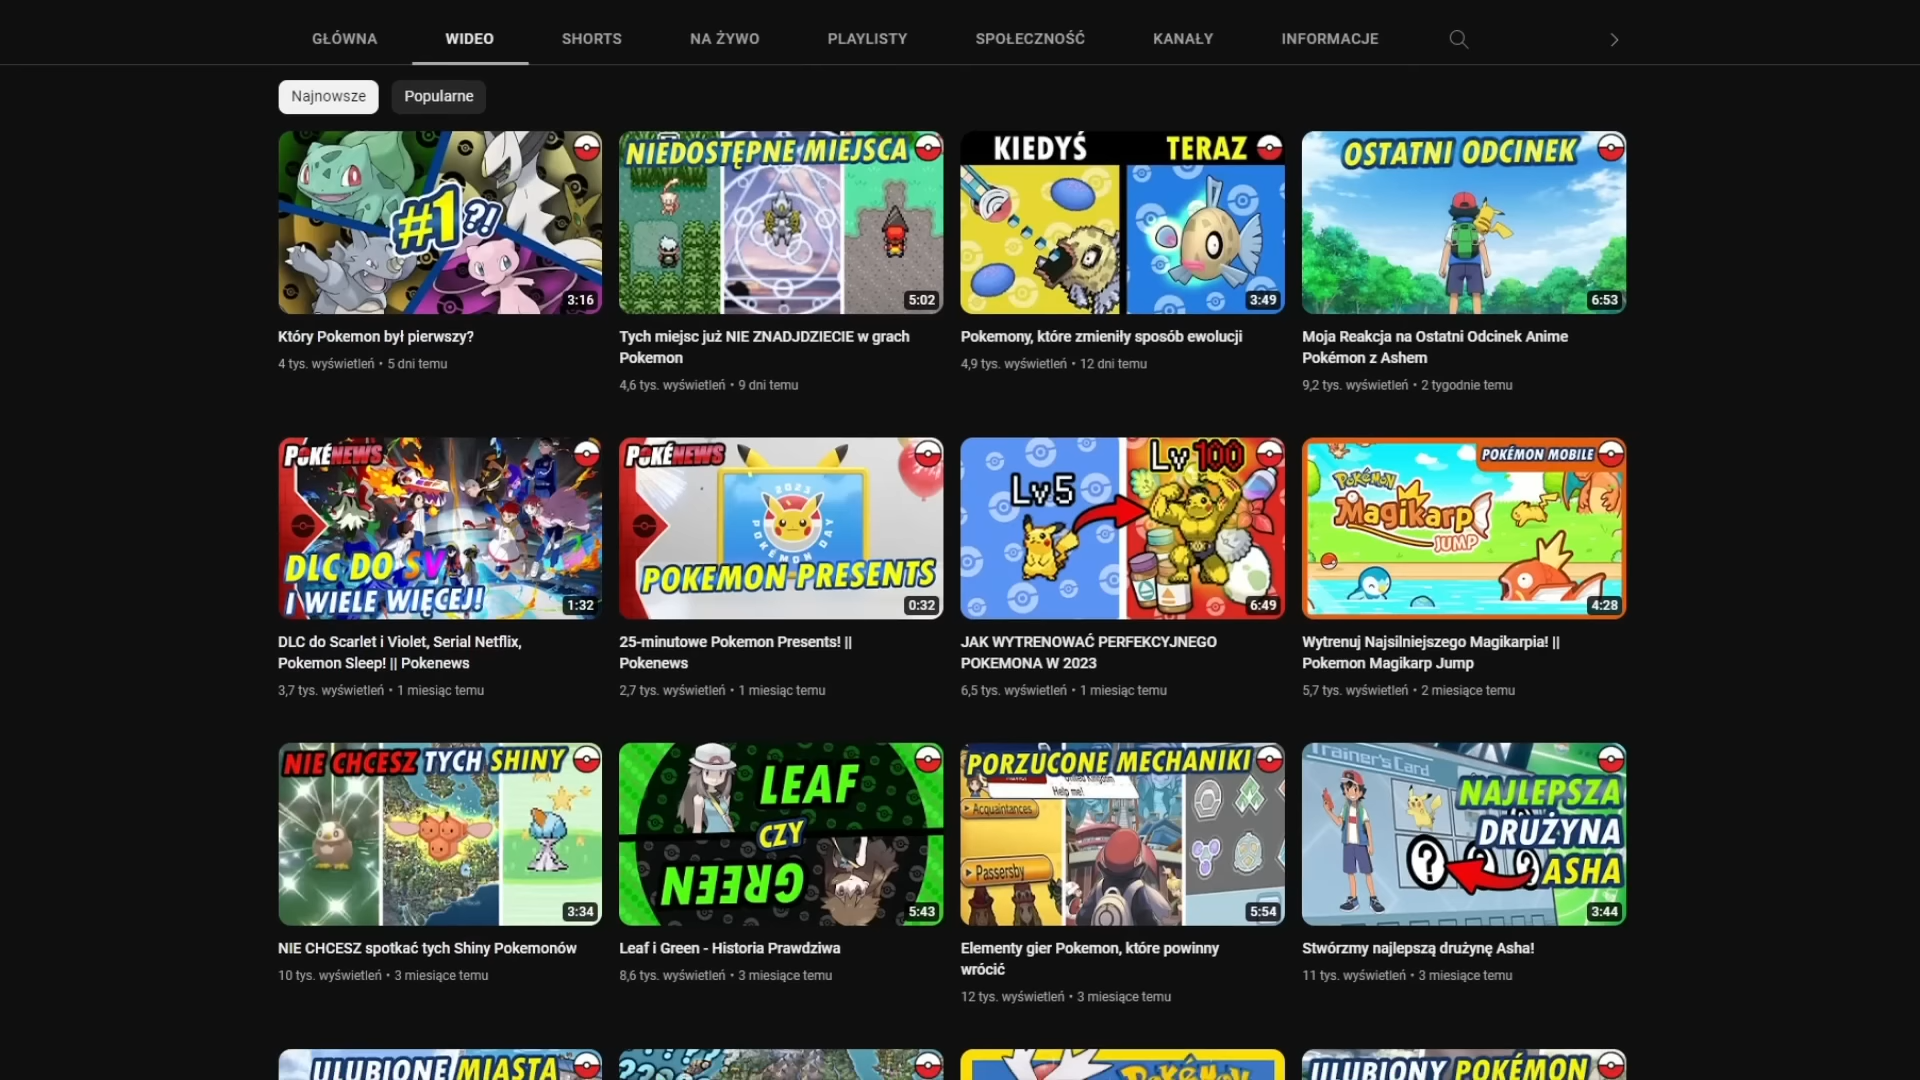 GŁÓWNA WIDEO SHORTS NA ŻYWO PLAYLISTY SPOŁECZNOŚĆ KANAŁY INFORMACJE
Najnowsze Popularne
#1?!
3:16
Który Pokemon był pierwszy?
4 tys. wyświetleń • 5 dni temu
NIEDOSTĘPNE MIEJSCA
5:02
Tych miejsc już NIE ZNADJDZIECIE w grach
Pokemon
4,6 tys. wyświetleń • 9 dni temu
KIEDYŚ TERAZ
3:49
Pokemony, które zmieniły sposób ewolucji
4,9 tys. wyświetleń • 12 dni temu
OSTATNI ODCINEK
6:53
Moja Reakcja na Ostatni Odcinek Anime
Pokémon z Ashem
9,2 tys. wyświetleń • 2 tygodnie temu
POKÉNEWS
DLC DO SV
I WIELE WIĘCEJ!
1:32
DLC do Scarlet i Violet, Serial Netflix,
Pokemon Sleep! || Pokenews
3,7 tys. wyświetleń • 1 miesiąc temu
POKÉNEWS
2023
POKÉMON DAY
POKEMON PRESENTS
0:32
25-minutowe Pokemon Presents! ||
Pokenews
2,7 tys. wyświetleń • 1 miesiąc temu
Lv5
Lv100
6:49
JAK WYTRENOWAĆ PERFEKCYJNEGO
POKEMONA W 2023
6,5 tys. wyświetleń • 1 miesiąc temu
POKÉMON MOBILE
POKÉMON
Magikarp
JUMP
4:28
Wytrenuj Najsilniejszego Magikarpia! ||
Pokemon Magikarp Jump
5,7 tys. wyświetleń • 2 miesiące temu
NIE CHCESZ TYCH SHINY
3:34
NIE CHCESZ spotkać tych Shiny Pokemonów
10 tys. wyświetleń • 3 miesiące temu
LEAF
CZY
GREEN
5:43
Leaf i Green - Historia Prawdziwa
8,6 tys. wyświetleń • 3 miesiące temu
PORZUCONE MECHANIKI
Help me!
Acquaintances
Passersby
5:54
Elementy gier Pokemon, które powinny
wrócić
12 tys. wyświetleń • 3 miesiące temu
Trainer's Card
NAJLEPSZA
DRUŻYNA
ASHA
?
3:44
Stwórzmy najlepszą drużynę Asha!
11 tys. wyświetleń • 3 miesiące temu
ULUBIONE MIASTA
???
Pokémon
ULUBIONY POKÉMON